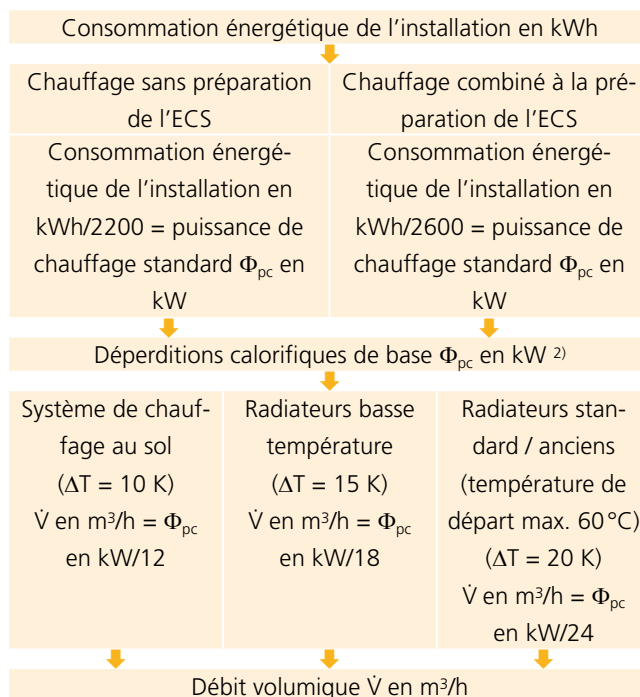 Consommation énergétique de l’installation en kWh
Chauffage sans préparation
de l’ECS
Chauffage combiné à la pré-
paration de l’ECS
Consommation énergé-
tique de l’installation en
kWh/2200 = puissance de
chauffage standard Φpc en
kW
Consommation énergé-
tique de l’installation en
kWh/2600 = puissance de
chauffage standard Φpc en
kW
Déperditions calorifiques de base Φpc en kW 2)
Système de chauf-
fage au sol
(ΔT = 10 K)
V̇ en m³/h = Φpc
en kW/12
Radiateurs basse
température
(ΔT = 15 K)
V̇ en m³/h = Φpc
en kW/18
Radiateurs stan-
dard / anciens
(température de
départ max. 60 °C)
(ΔT = 20 K)
V̇ en m³/h = Φpc
en kW/24
Débit volumique V̇ en m³/h